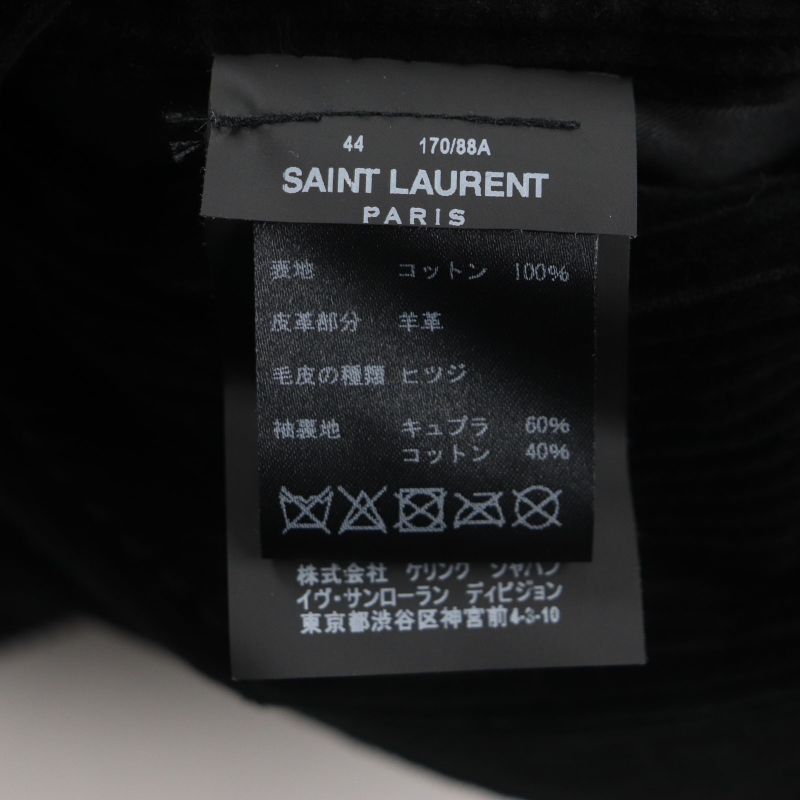 44 170/88A
SAINT LAURENT
PARIS
表地 コットン 100%
皮革部分 羊革
毛皮の種類 ヒツジ
袖裏地 キュプラ 60%
コットン 40%
株式会社 ケリング ジャパン
イヴ・サンローラン ディビジョン
東京都渋谷区神宮前4-3-10